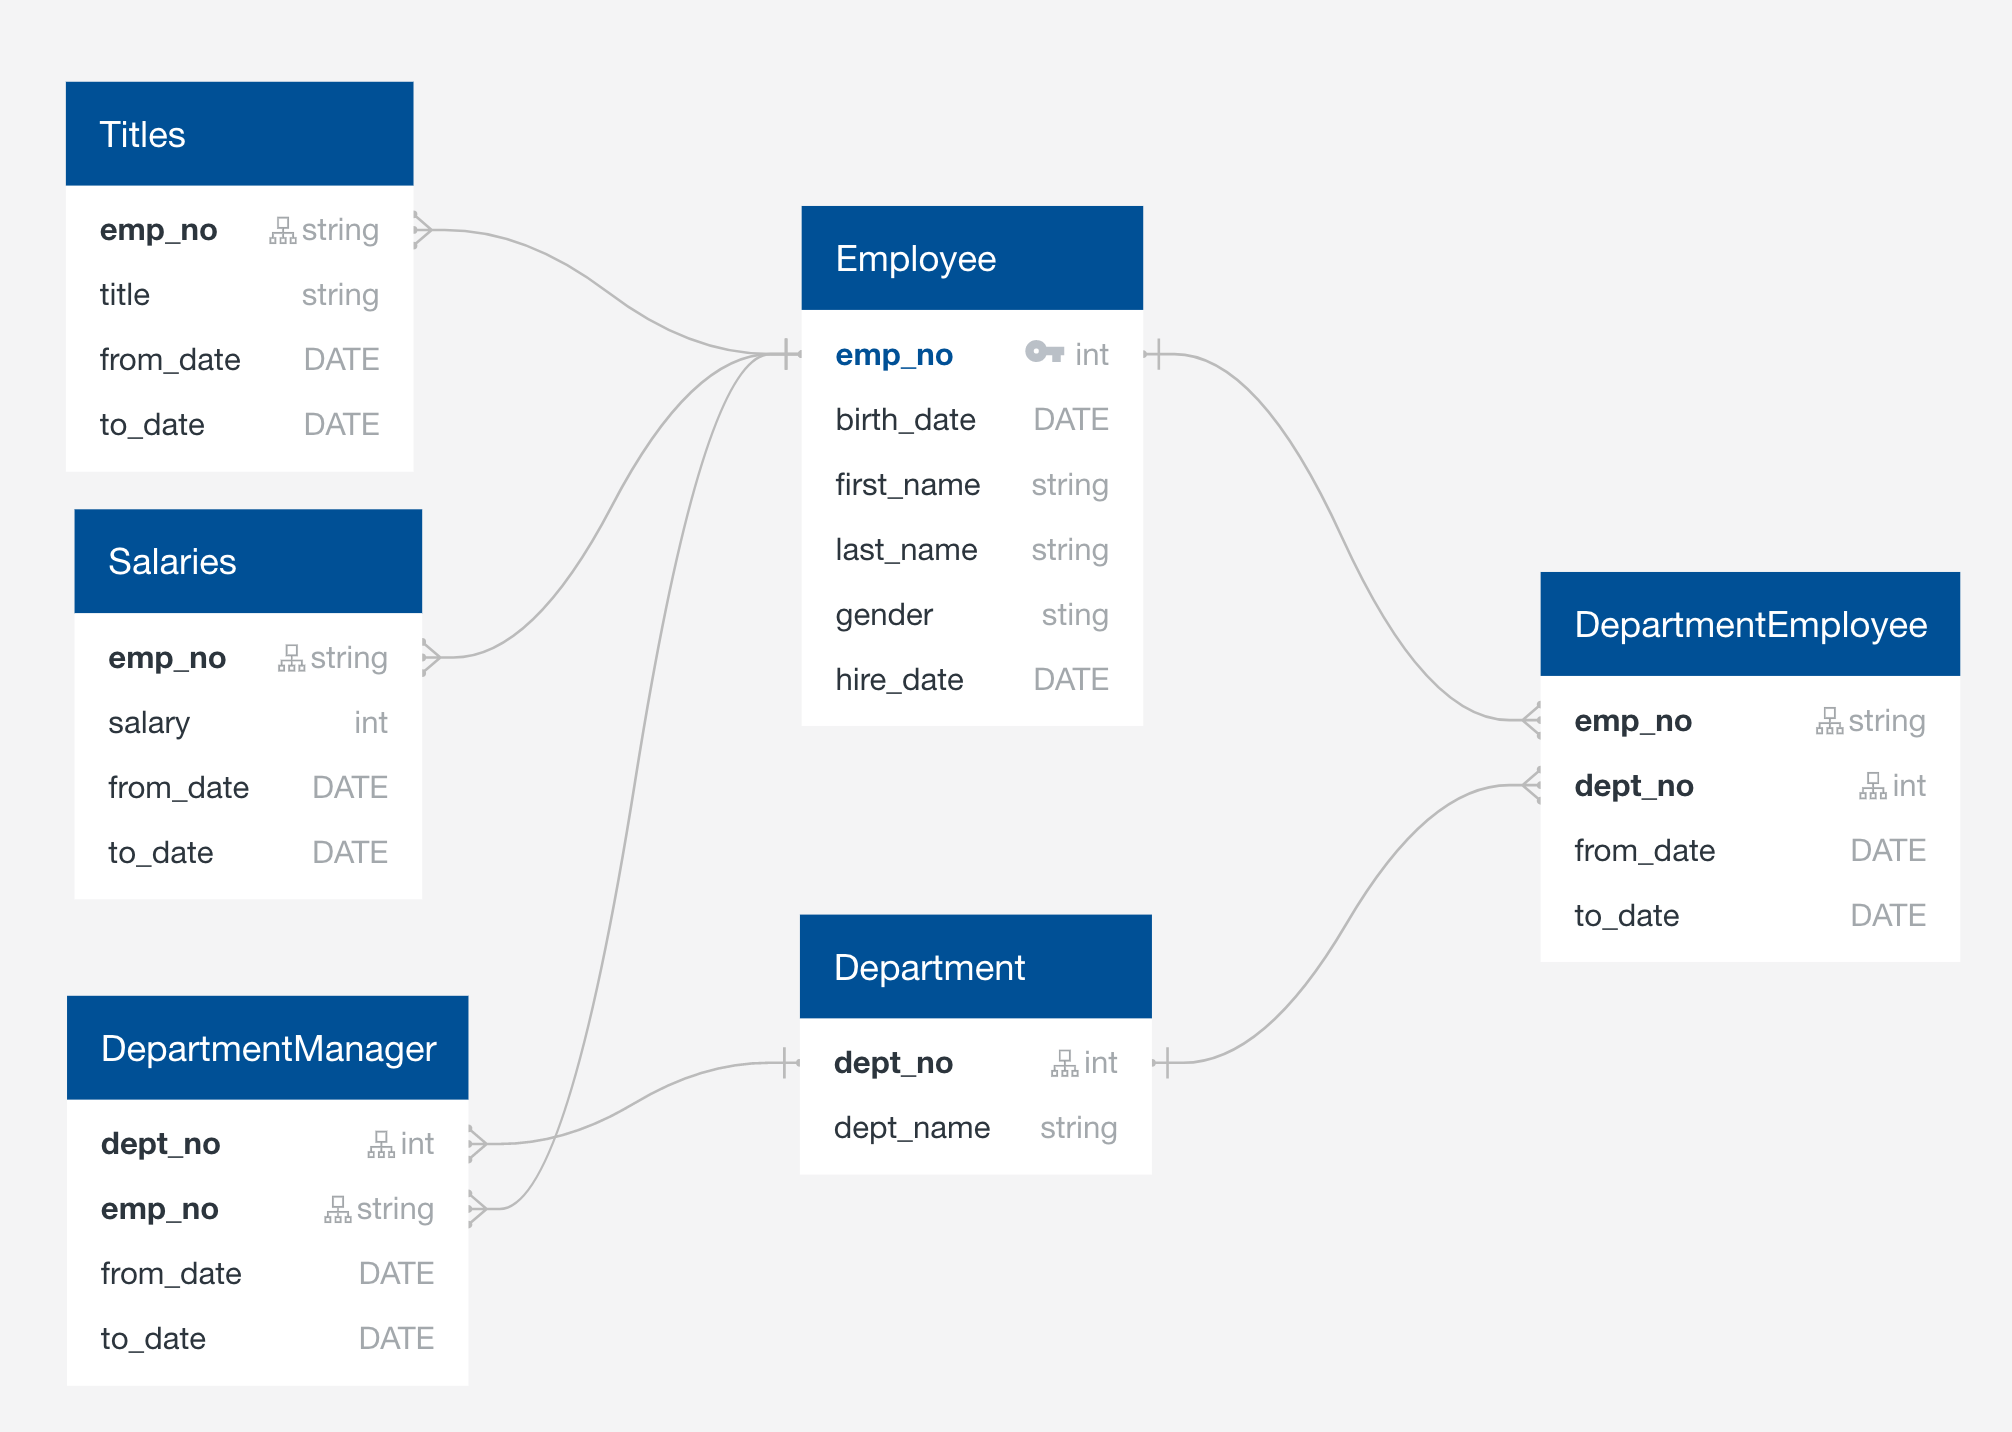 Titles
emp_no string
title string
from_date DATE
to_date DATE
Salaries
emp_no string
salary int
from_date DATE
to_date DATE
DepartmentManager
dept_no int
emp_no string
from_date DATE
to_date DATE
Employee
emp_no int
birth_date DATE
first_name string
last_name string
gender sting
hire_date DATE
Department
dept_no int
dept_name string
DepartmentEmployee
emp_no string
dept_no int
from_date DATE
to_date DATE